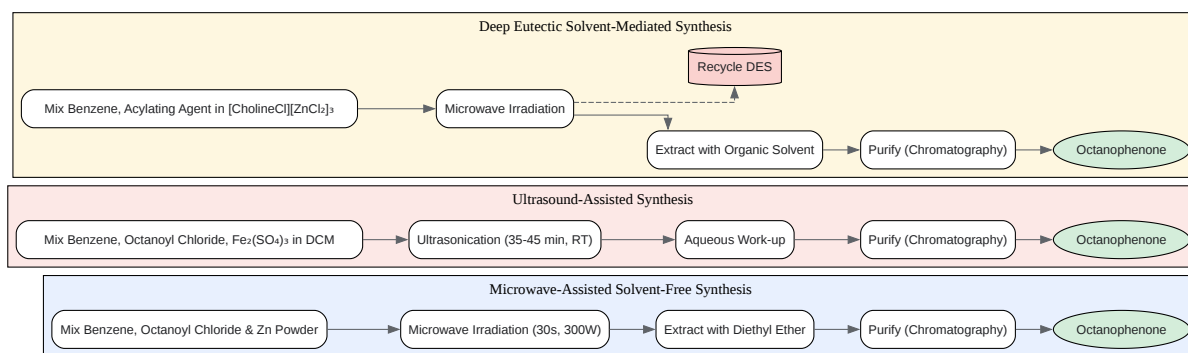 Deep Eutectic Solvent-Mediated Synthesis
Recycle DES
Mix Benzene, Acylating Agent in [CholineCl][ZnCl₂]₃
Microwave Irradiation
Extract with Organic Solvent
Purify (Chromatography)
Octanophenone
Ultrasound-Assisted Synthesis
Mix Benzene, Octanoyl Chloride, Fe₂(SO₄)₃ in DCM
Ultrasonication (35-45 min, RT)
Aqueous Work-up
Purify (Chromatography)
Octanophenone
Microwave-Assisted Solvent-Free Synthesis
Mix Benzene, Octanoyl Chloride & Zn Powder
Microwave Irradiation (30s, 300W)
Extract with Diethyl Ether
Purify (Chromatography)
Octanophenone